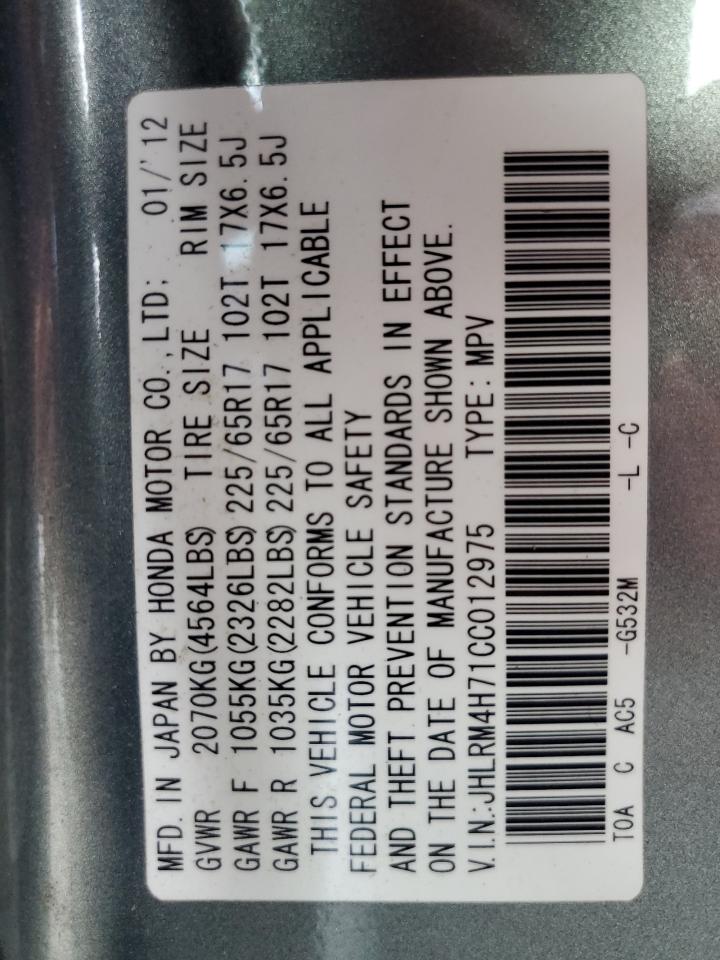 MFD. IN JAPAN BY HONDA MOTOR CO.,LTD: 01/'12
GVWR 2070KG(4564LBS) TIRE SIZE RIM SIZE
GAWR F 1055KG(2326LBS)225/65R17 102T 17X6.5J
GAWR R 1035KG(2282LBS)225/65R17 102T 17X6.5J
THIS VEHICLE CONFORMS TO ALL APPLICABLE
FEDERAL MOTOR VEHICLE SAFETY
AND THEFT PREVENTION STANDARDS IN EFFECT
ON THE DATE OF MANUFACTURE SHOWN ABOVE.
V.I.N.:JHLRM4H71CC012975 TYPE:MPV
TOA C AC5 -G532M -L -C